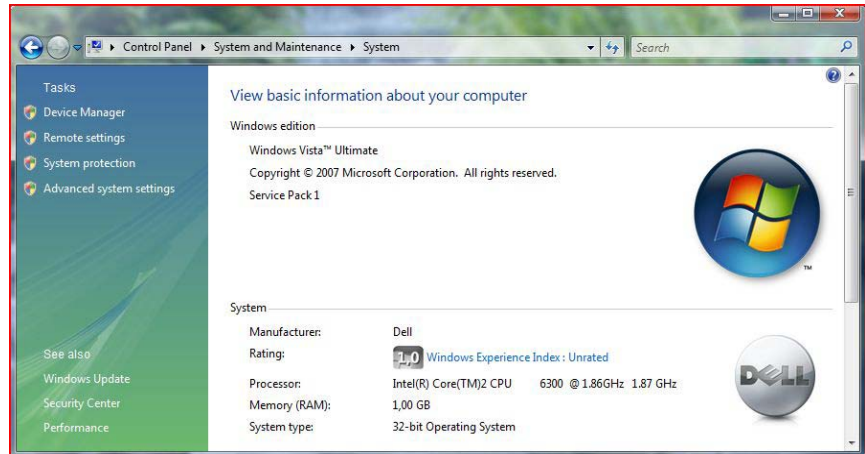 Control Panel ▸ System and Maintenance ▸ System
Search
Tasks
Device Manager
Remote settings
System protection
Advanced system settings
See also
Windows Update
Security Center
Performance
View basic information about your computer
Windows edition
Windows Vista™ Ultimate
Copyright © 2007 Microsoft Corporation. All rights reserved.
Service Pack 1
TM
System
Manufacturer: Dell
Rating: 1,0 Windows Experience Index : Unrated
Processor: Intel(R) Core(TM)2 CPU 6300 @ 1.86GHz 1.87 GHz
Memory (RAM): 1,00 GB
System type: 32-bit Operating System
DELL